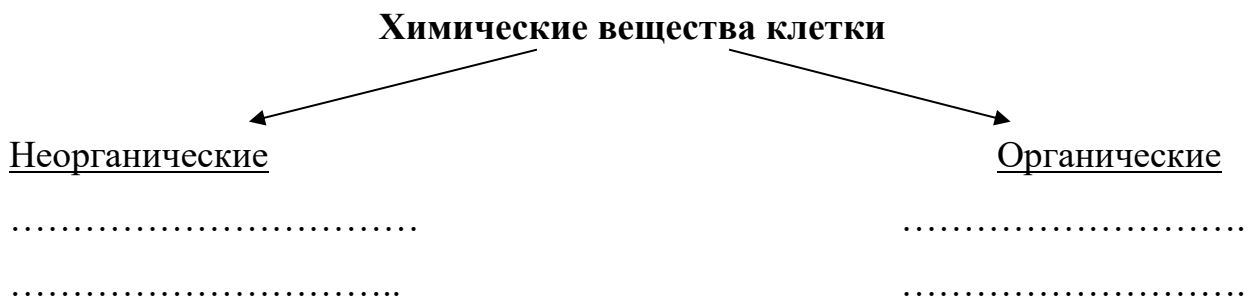 Химические вещества клетки
Неорганические Органические
…………………………… ……………………….
………………………….. ……………………….